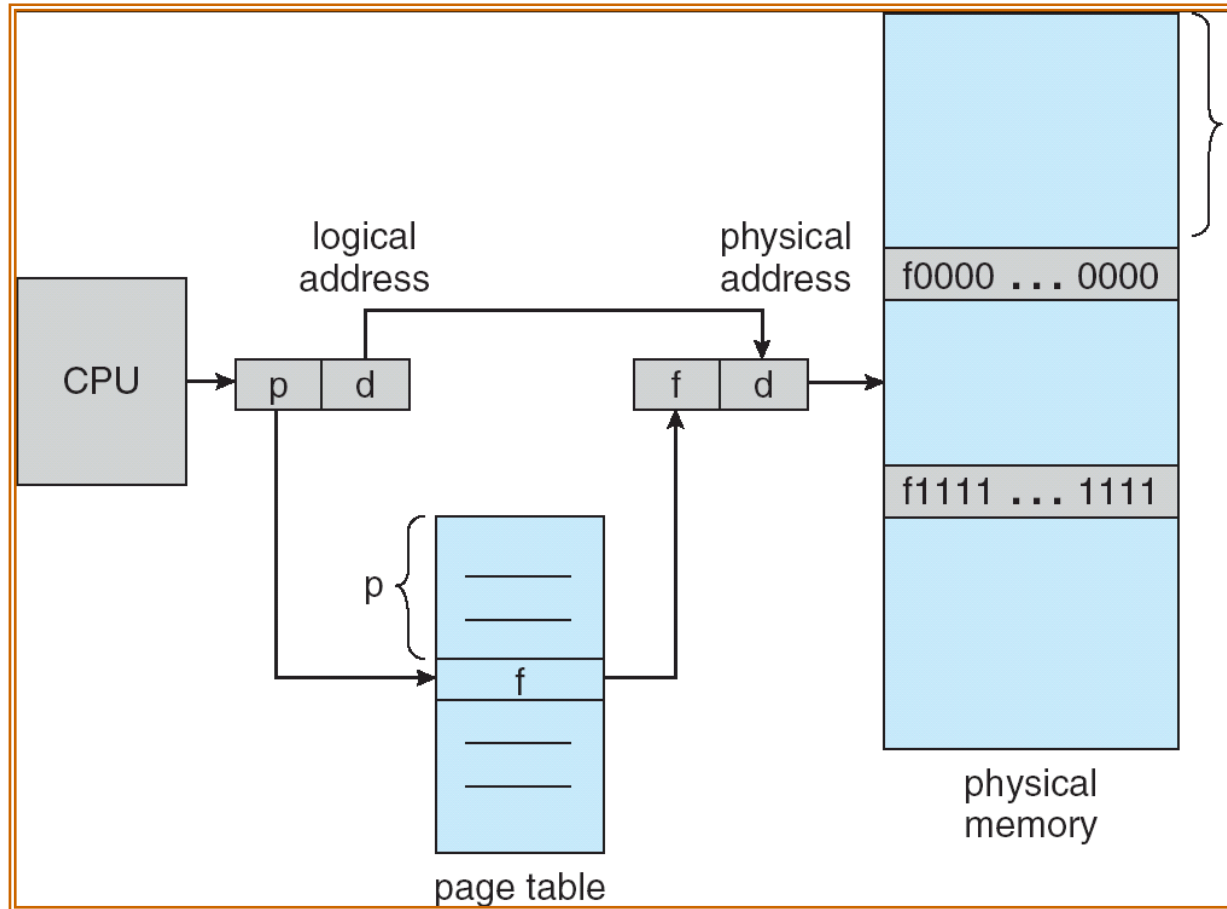 logical
address
physical
address
f0000 ... 0000
CPU
p
d
f
d
f1111 ... 1111
p
f
page table
physical
memory